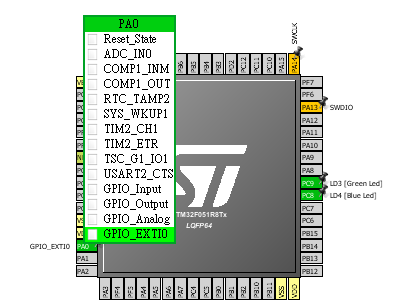 PA0
Reset_State
ADC_IN0
COMP1_INM
COMP1_OUT
RTC_TAMP2
SYS_WKUP1
TIM2_CH1
TIM2_ETR
TSC_G1_IO1
USART2_CTS
GPIO_Input
GPIO_Output
GPIO_Analog
GPIO_EXTI0
SWCLK
PB6
PB5
PB4
PB3
PD2
PC12
PC11
PC10
PA15
PA14
PF7
PF6
PA13
SWDIO
PA12
PA11
PA10
PA9
PA8
PC9
LD3 [Green Led]
PC8
LD4 [Blue Led]
PC7
PC6
PB15
PB14
PB13
PB12
GPIO_EXTI0
PA0
PA1
PA2
STM32F051R8Tx
LQFP64
PA3
PF4
PF5
PA4
PA5
PA6
PA7
PC4
PC5
PB0
PB1
PB2
PB10
PB11
VSS
VDD